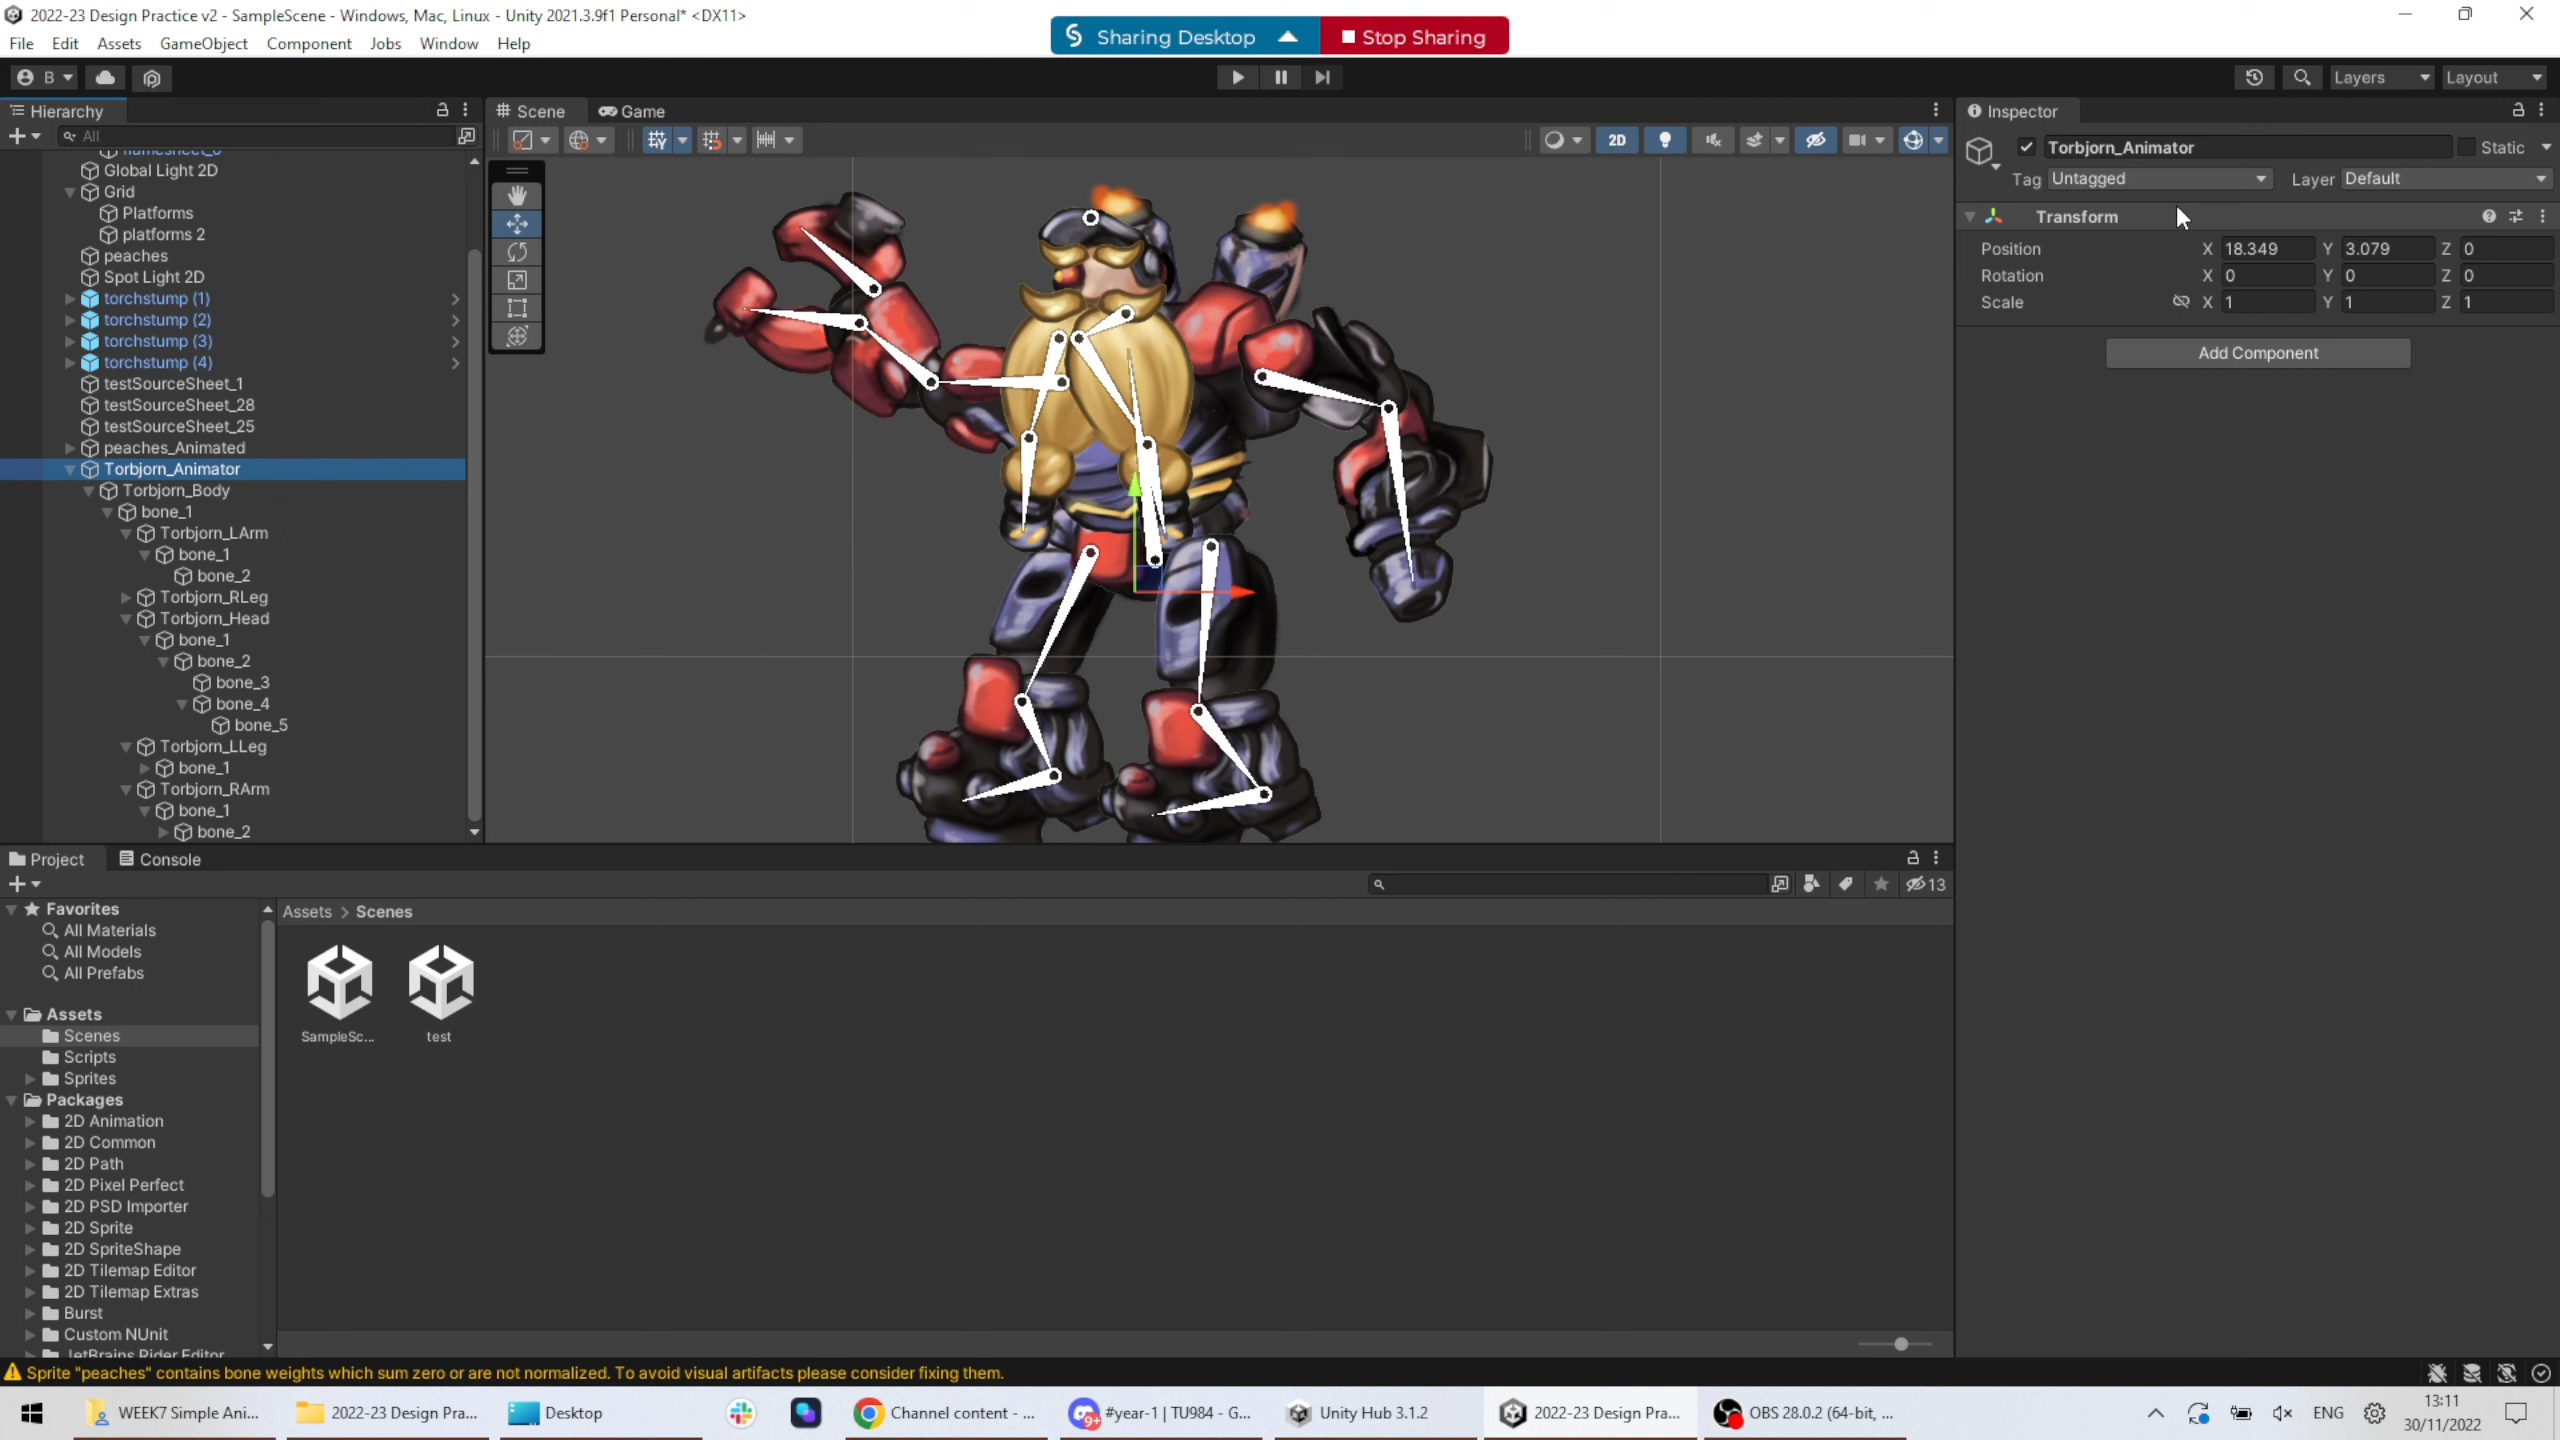 2022-23 Design Practice v2 - SampleScene - Windows, Mac, Linux - Unity 2021.3.9f1 Personal* <DX11>
Sharing Desktop
Stop Sharing
File Edit Assets GameObject Component Jobs Window Help
B
Layers Layout
Hierarchy
Scene Game
Inspector
All
2D
Torbjorn_Animator Static
Tag Untagged Layer Default
Transform
Position X 18.349 Y 3.079 Z 0
Rotation X 0 Y 0 Z 0
Scale X 1 Y 1 Z 1
Add Component
Global Light 2D
Grid
Platforms
platforms 2
peaches
Spot Light 2D
torchstump (1)
torchstump (2)
torchstump (3)
torchstump (4)
testSourceSheet_1
testSourceSheet_28
testSourceSheet_25
peaches_Animated
Torbjorn_Animator
Torbjorn_Body
bone_1
Torbjorn_LArm
bone_1
bone_2
Torbjorn_RLeg
Torbjorn_Head
bone_1
bone_2
bone_3
bone_4
bone_5
Torbjorn_LLeg
bone_1
Torbjorn_RArm
bone_1
bone_2
Project Console
13
Favorites
All Materials
All Models
All Prefabs
Assets
Scenes
Scripts
Sprites
Packages
2D Animation
2D Common
2D Path
2D Pixel Perfect
2D PSD Importer
2D Sprite
2D SpriteShape
2D Tilemap Editor
2D Tilemap Extras
Burst
Custom NUnit
JetBrains Rider Editor
Assets > Scenes
SampleSc...
test
Sprite "peaches" contains bone weights which sum zero or are not normalized. To avoid visual artifacts please consider fixing them.
WEEK7 Simple Ani...
2022-23 Design Pra...
Desktop
Channel content - ...
9+
#year-1 | TU984 - G...
Unity Hub 3.1.2
2022-23 Design Pra...
OBS 28.0.2 (64-bit, ...
ENG
13:11
30/11/2022